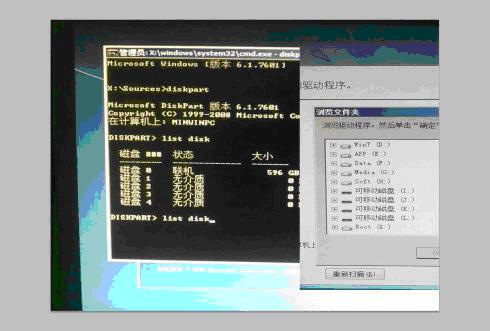 管理员: X:\windows\system32\cmd.exe - diskp
Microsoft Windows [版本 6.1.7601]
X:\Sources>diskpart
Microsoft DiskPart 版本 6.1.7601
Copyright (C) 1999-2008 Microsoft Co
在计算机上: MININT-PC
DISKPART> list disk
磁盘 ### 状态 大小
磁盘 0 联机 596 GB
磁盘 1 无介质 0
磁盘 2 无介质 0
磁盘 3 无介质 0
磁盘 4 无介质 0
DISKPART> list disk_
驱动程序。
浏览文件夹
浏览驱动程序，然后单击“确定
Win7 (D:)
APP (E:)
Data (F:)
Media (G:)
Soft (H:)
可移动磁盘 (I:)
可移动磁盘 (J:)
可移动磁盘 (K:)
可移动磁盘 (L:)
Boot (X:)
机上
重新扫描(R)